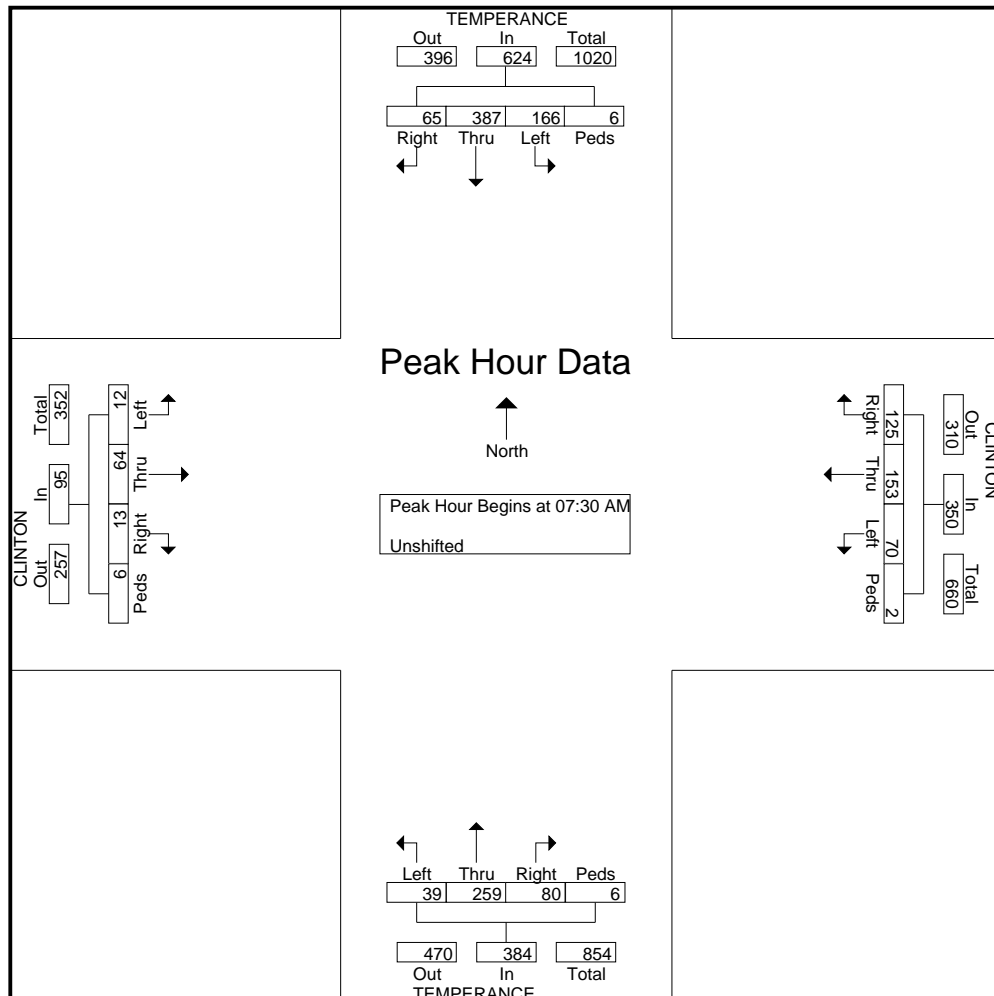 TEMPERANCE
Out In Total
396 624 1020
65 387 166 6
Right Thru Left Peds
Peak Hour Data
North
Peak Hour Begins at 07:30 AM
Unshifted
CLINTON
Total In Out
352 95 257
12 64 13 6
Left Thru Right Peds
CLINTON
Out In Total
310 350 660
125 153 70 2
Right Thru Left Peds
Left Thru Right Peds
39 259 80 6
470 384 854
Out In Total
TEMPERANCE